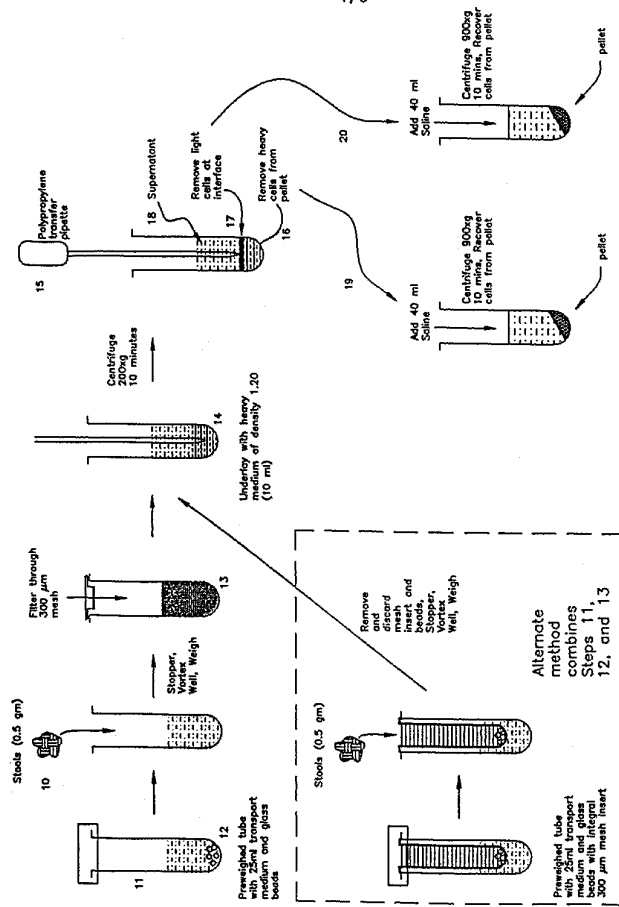 Stools (0.5 gm)
10
11
12
Preweighed tube
with 25ml transport
medium and glass
beads
Stopper,
Vortex
Well, Weigh
Filter through
300 µm
mesh
13
14
Underlay with heavy
medium of density 1.20
(10 ml)
Centrifuge
200xg
10 minutes
15
Polypropylene
transfer
pipette
18
Supernatant
Remove light
cells at
interface
17
Remove heavy
cells from
pellet
16
19
Add 40 ml
Saline
Centrifuge 900xg
10 mins, Recover
cells from pellet
pellet
20
Add 40 ml
Saline
Centrifuge 900xg
10 mins, Recover
cells from pellet
pellet
Preweighed tube
with 25ml transport
medium and glass
beads with integral
300 µm mesh insert
Stools (0.5 gm)
Remove
and
discard
mesh
insert and
beads,
Stopper,
Vortex
Well, Weigh
Alternate
method
combines
Steps 11,
12, and 13